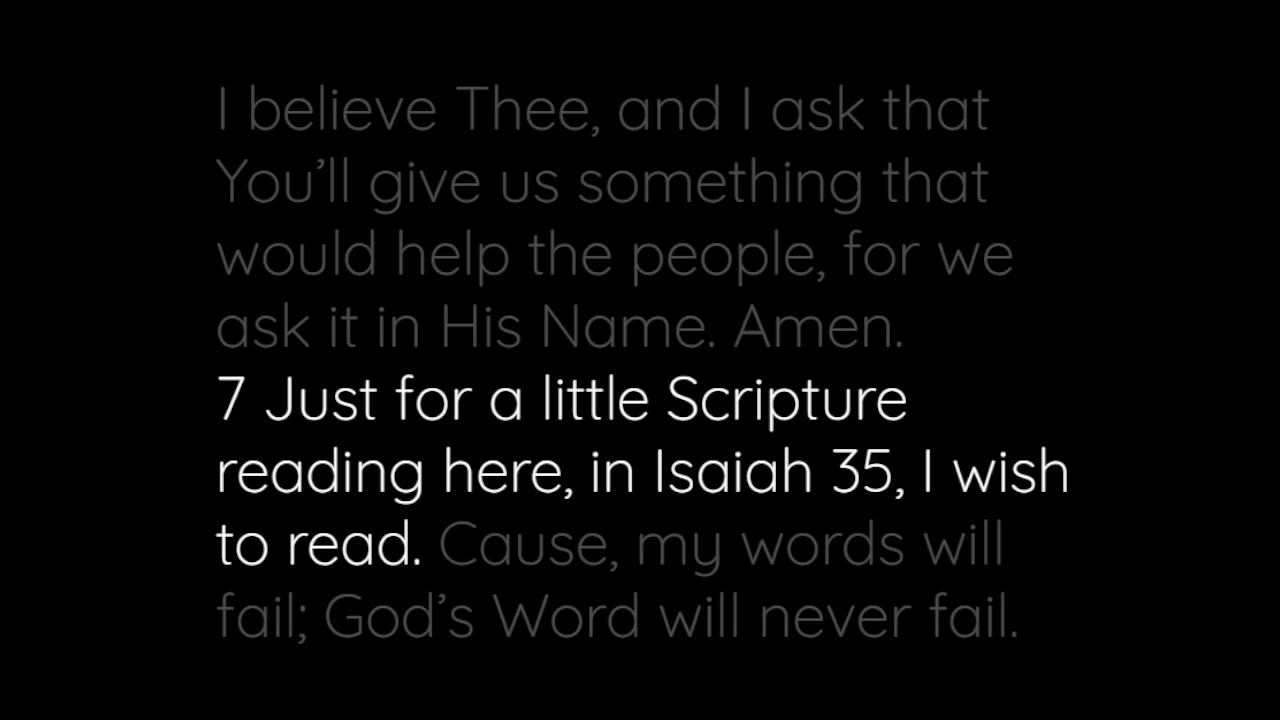 I believe Thee, and I ask that
You’ll give us something that
would help the people, for we
ask it in His Name. Amen.
7 Just for a little Scripture
reading here, in Isaiah 35, I wish
to read. Cause, my words will
fail; God’s Word will never fail.